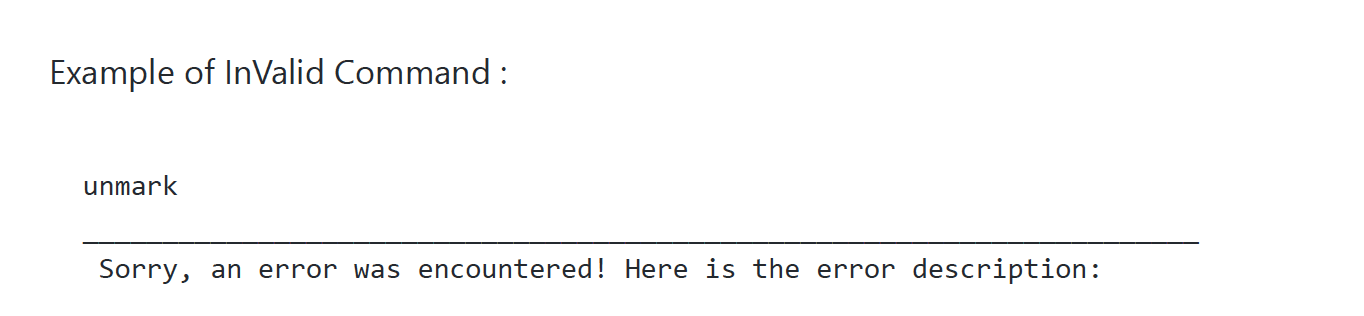 Example of InValid Command :
unmark
______________________________________________________________________
Sorry, an error was encountered! Here is the error description: